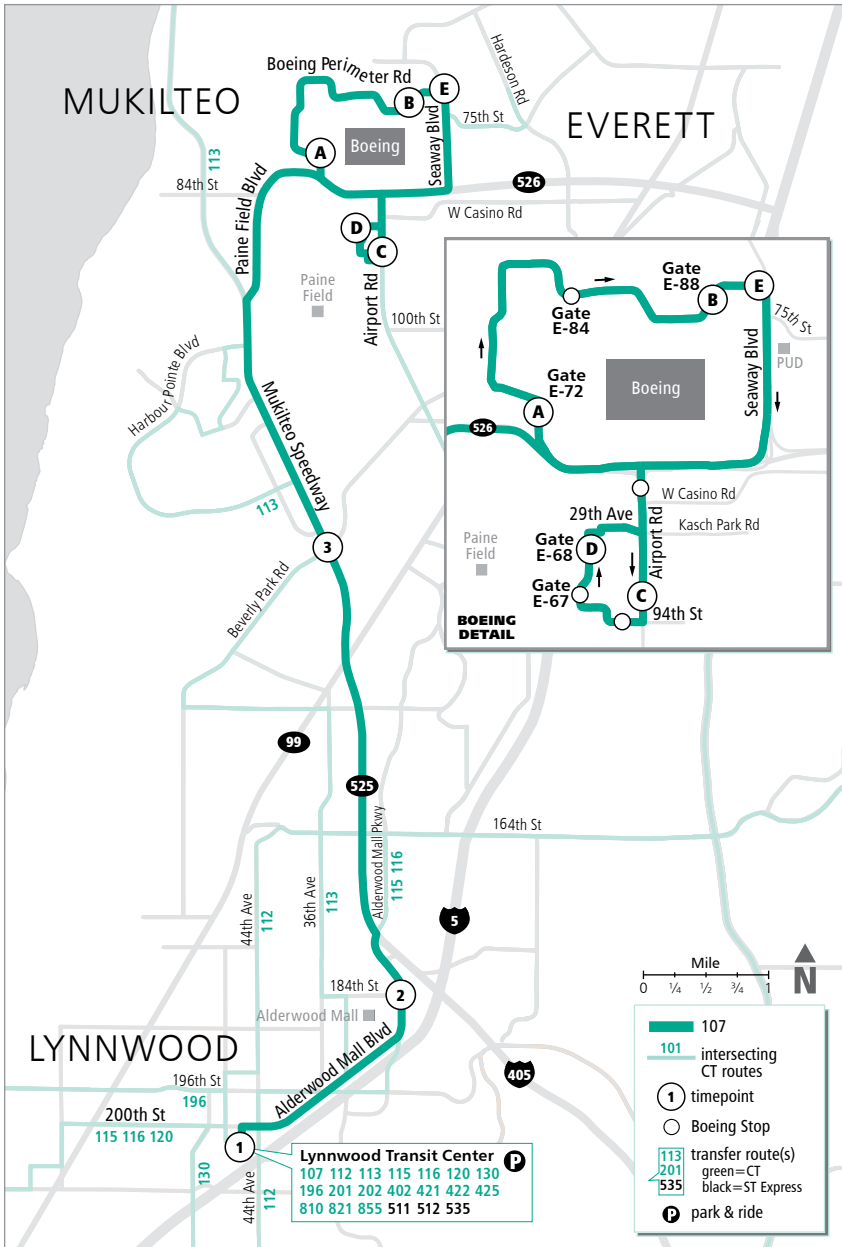 MUKILTEO
EVERETT
Boeing Perimeter Rd
Hardeson Rd
B
E
75th St
Seaway Blvd
A
Boeing
113
84th St
526
Paine Field Blvd
W Casino Rd
D
C
Paine
Field
Airport Rd
100th St
Harbour Pointe Blvd
Mukilteo Speedway
113
3
Beverly Park Rd
Gate
E-88
B
E
Gate
E-84
75th St
PUD
Seaway Blvd
Gate
E-72
A
Boeing
526
W Casino Rd
29th Ave
Kasch Park Rd
Airport Rd
Paine
Field
Gate
E-68
D
Gate
E-67
C
94th St
BOEING
DETAIL
99
525
164th St
Alderwood Mall Pkwy
115 116
44th Ave
112
36th Ave
113
5
184th St
2
Alderwood Mall
LYNNWOOD
Alderwood Mall Blvd
405
196th St
196
200th St
115 116 120
1
130
44th Ave
112
Lynnwood Transit Center
P
107 112 113 115 116 120 130
196 201 202 402 421 422 425
810 821 855 511 512 535
Mile
0 ¼ ½ ¾ 1
N
107
101
intersecting
CT routes
1 timepoint
Boeing Stop
113 transfer route(s)
201 green=CT
535 black=ST Express
P park & ride